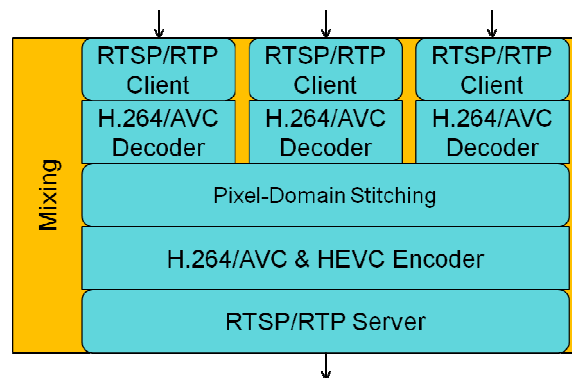 RTSP/RTP
Client
RTSP/RTP
Client
RTSP/RTP
Client
H.264/AVC
Decoder
H.264/AVC
Decoder
H.264/AVC
Decoder
Mixing
Pixel-Domain Stitching
H.264/AVC & HEVC Encoder
RTSP/RTP Server